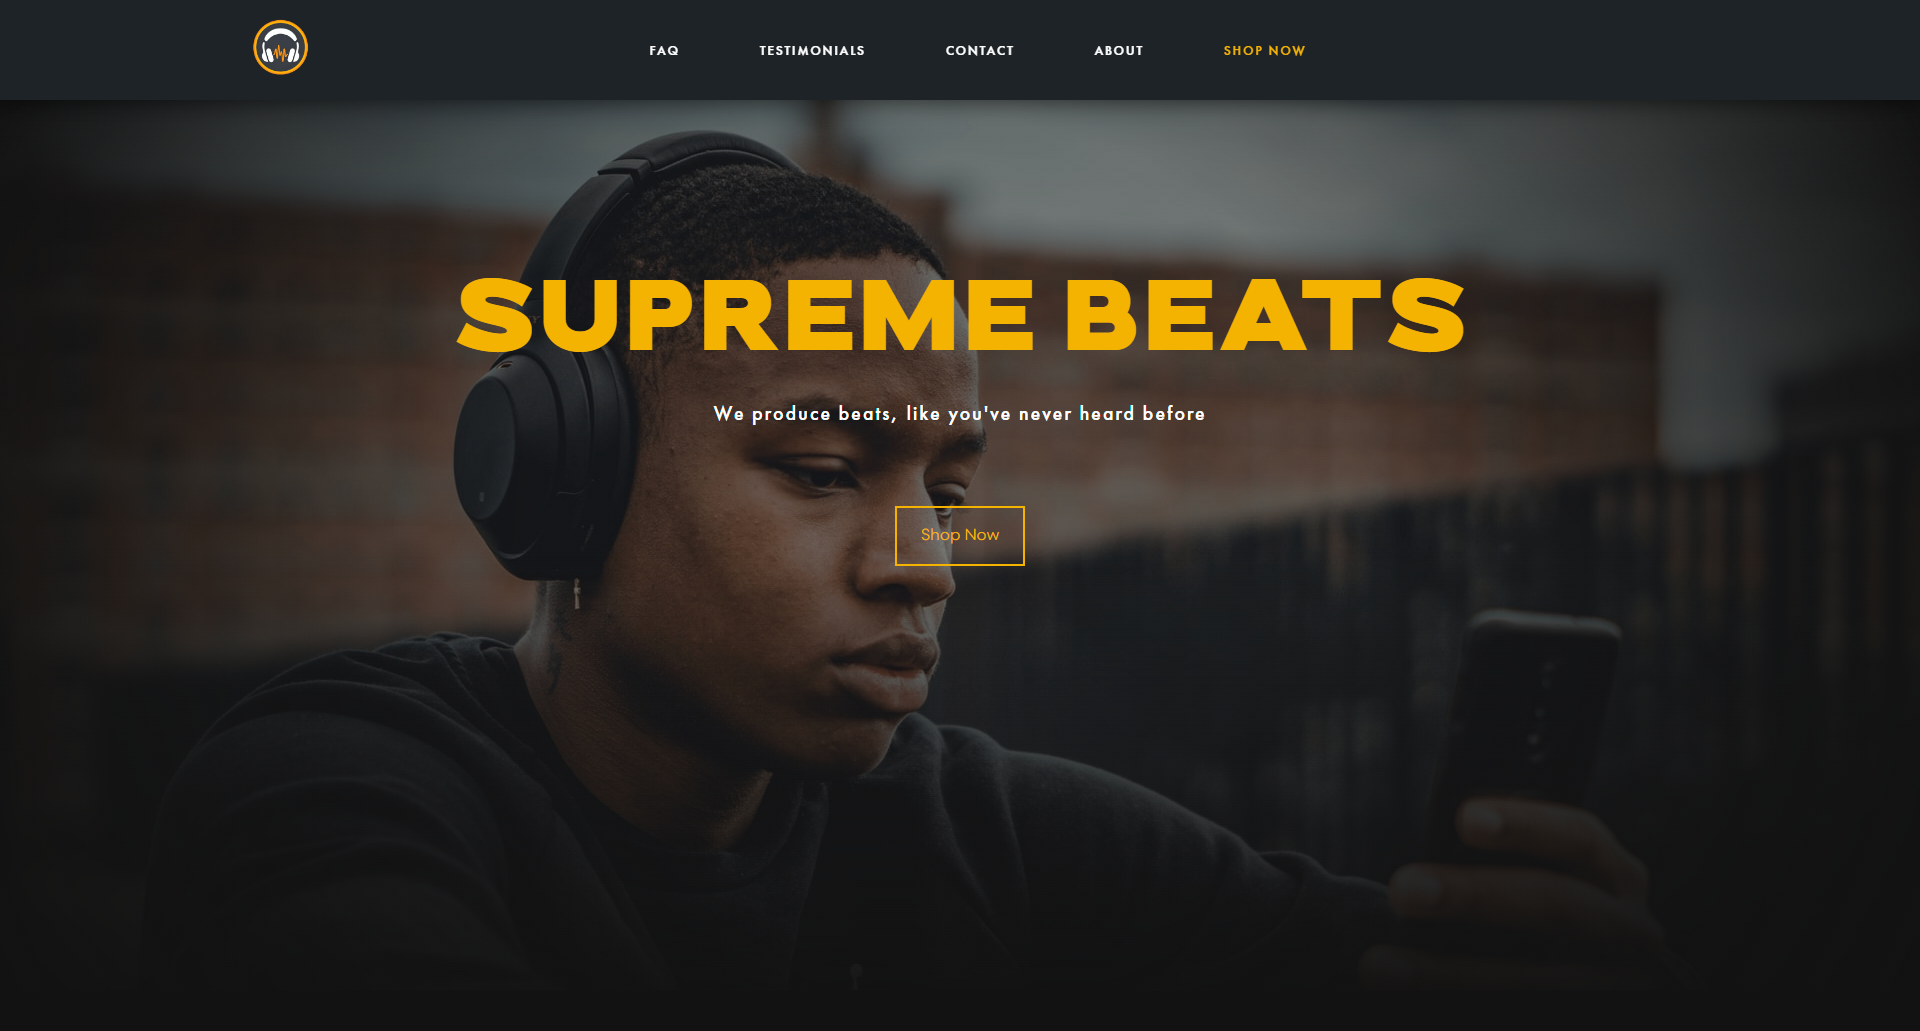 FAQ
TESTIMONIALS
CONTACT
ABOUT
SHOP NOW
SUPREME BEATS
We produce beats, like you've never heard before
Shop Now